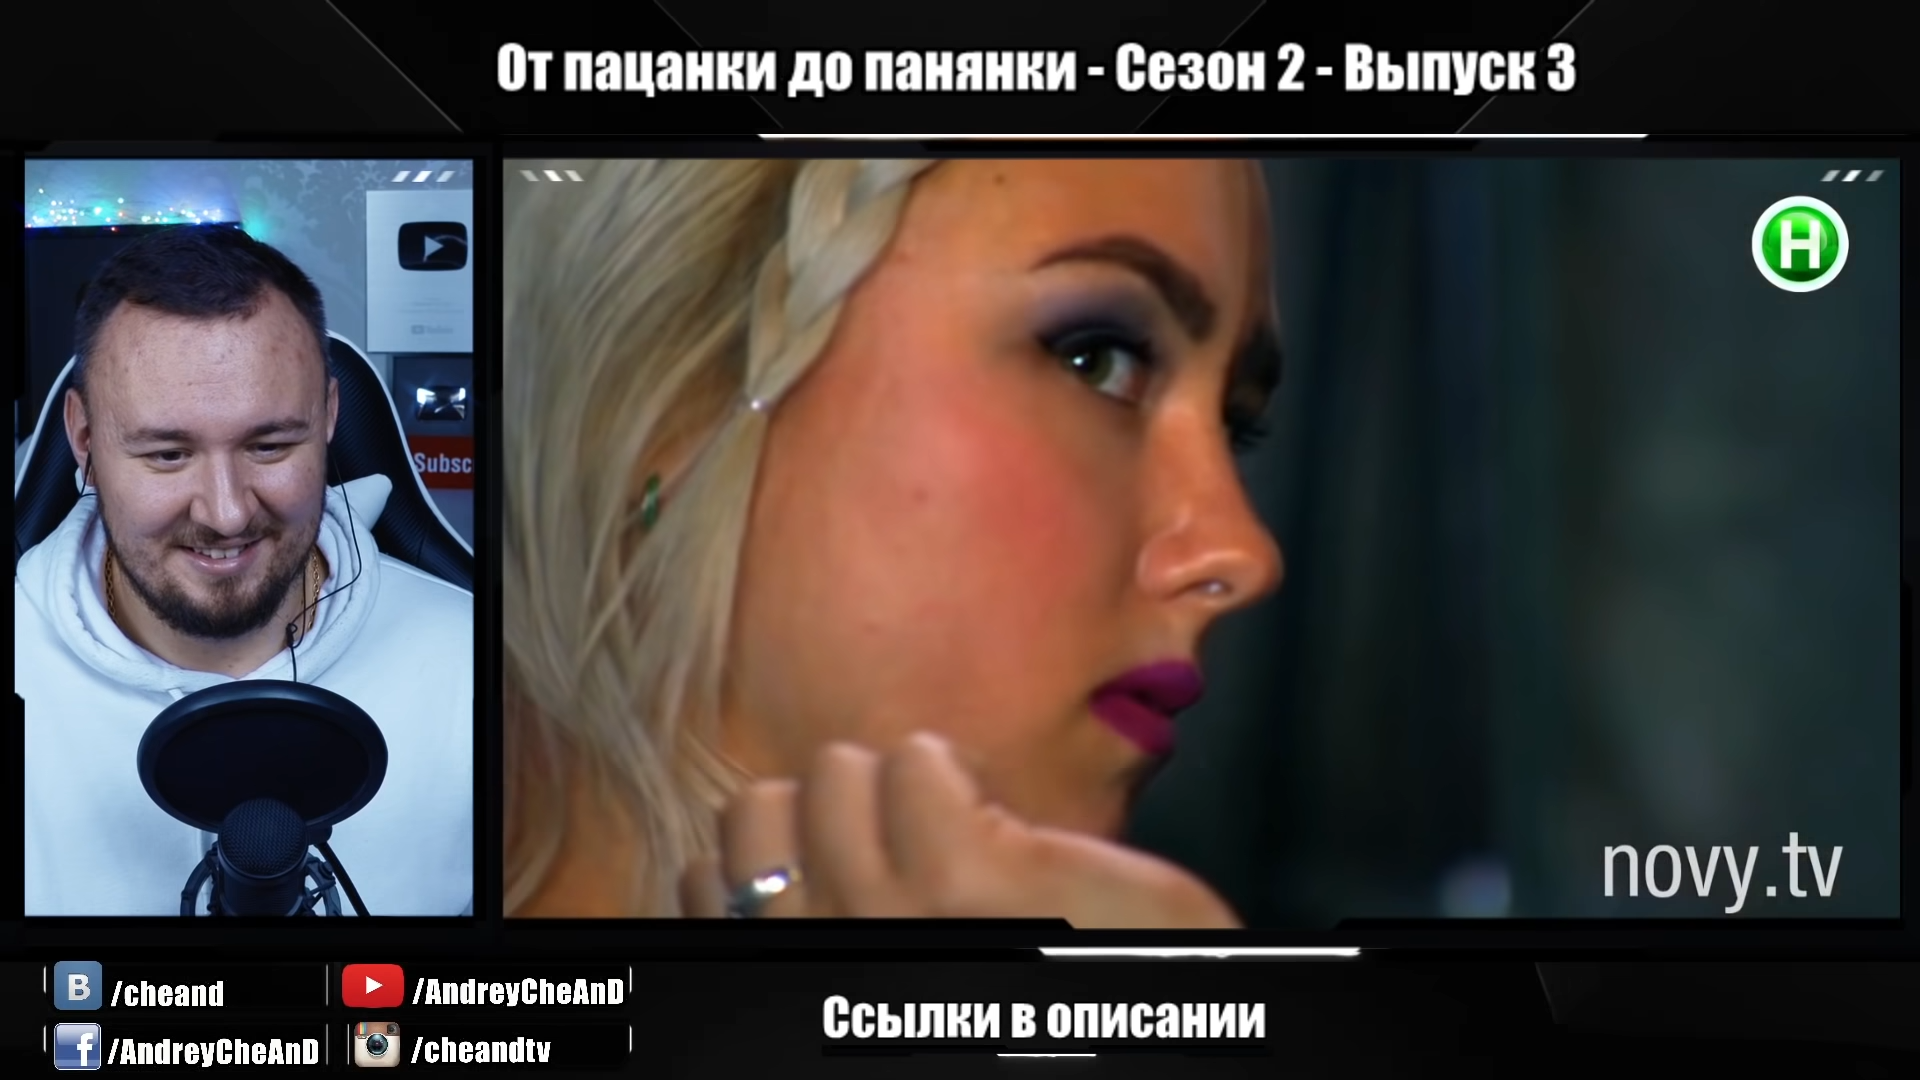 От пацанки до панянки - Сезон 2 - Выпуск 3
Subsc
H
novy.tv
B /cheand
/AndreyCheAnD
f /AndreyCheAnD
/cheandtv
Ссылки в описании